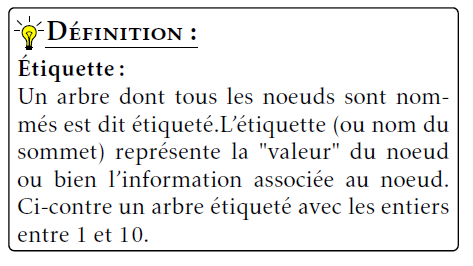 DÉFINITION :
Étiquette :
Un arbre dont tous les noeuds sont nom-
més est dit étiqueté.L'étiquette (ou nom du
sommet) représente la "valeur" du noeud
ou bien l'information associée au noeud.
Ci-contre un arbre étiqueté avec les entiers
entre 1 et 10.